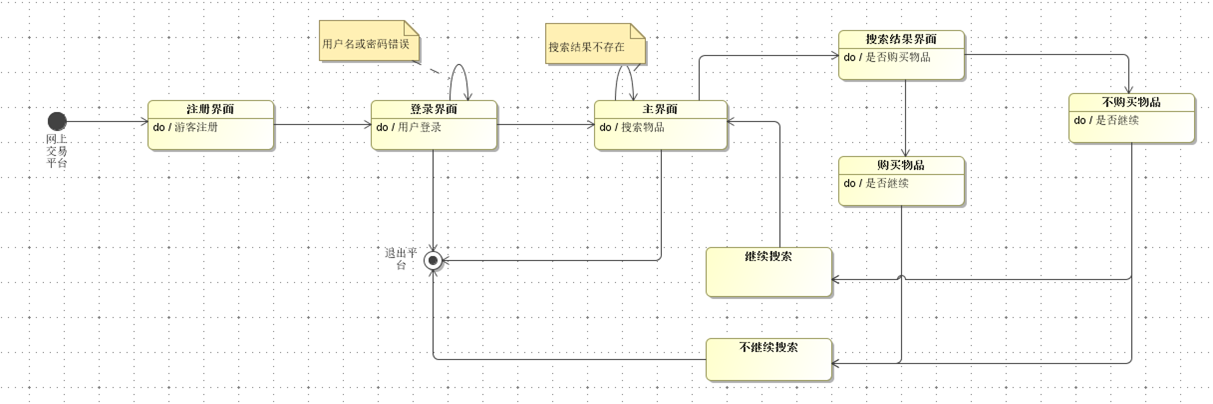 用户名或密码错误
搜索结果不存在
搜索结果界面
do / 是否购买物品
注册界面
do / 游客注册
登录界面
do / 用户登录
主界面
do / 搜索物品
不购买物品
do / 是否继续
网上
交易
平台
购买物品
do / 是否继续
退出平
台
继续搜索
不继续搜索